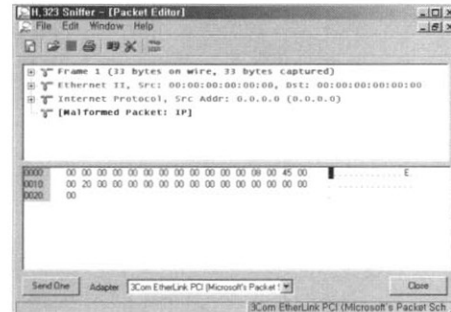 H,323 Sniffer - [Packet Editor]
File Edit Window Help
Frame 1 (33 bytes on wire, 33 bytes captured)
Ethernet II, Src: 00:00:00:00:00:00, Dst: 00:00:00:00:00:00
Internet Protocol, Src Addr: 0.0.0.0 (0.0.0.0)
[Malformed Packet: IP]
0000 00 00 00 00 00 00 00 00 00 00 00 00 08 00 45 00 . . . . . . . . . . . . . . E
0010 00 20 00 00 00 00 00 00 00 00 00 00 00 00 00 00 . . . . . . . . . . . . . . . .
0020 00 .
Send One Adapter 3Com EtherLink PCI (Microsoft's Packet S Close
3Com EtherLink PCI (Microsoft's Packet Sch